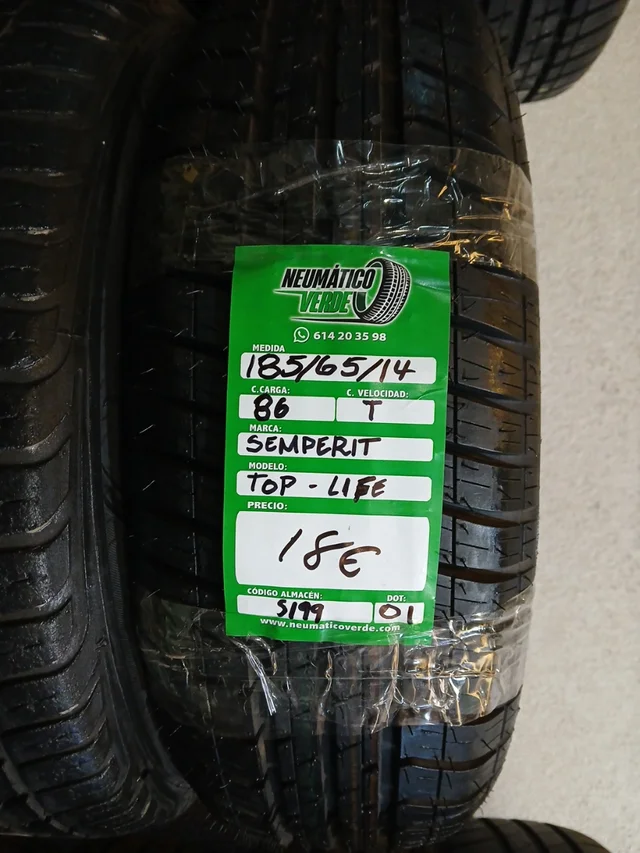 NEUMÁTICO
VERDE
614 20 35 98
MEDIDA
185/65/14
C.CARGA: C. VELOCIDAD:
86 T
MARCA:
SEMPERIT
MODELO:
TOP - LIFE
PRECIO:
18€
CÓDIGO ALMACÉN: DOT:
S199 01
www.neumaticoverde.com